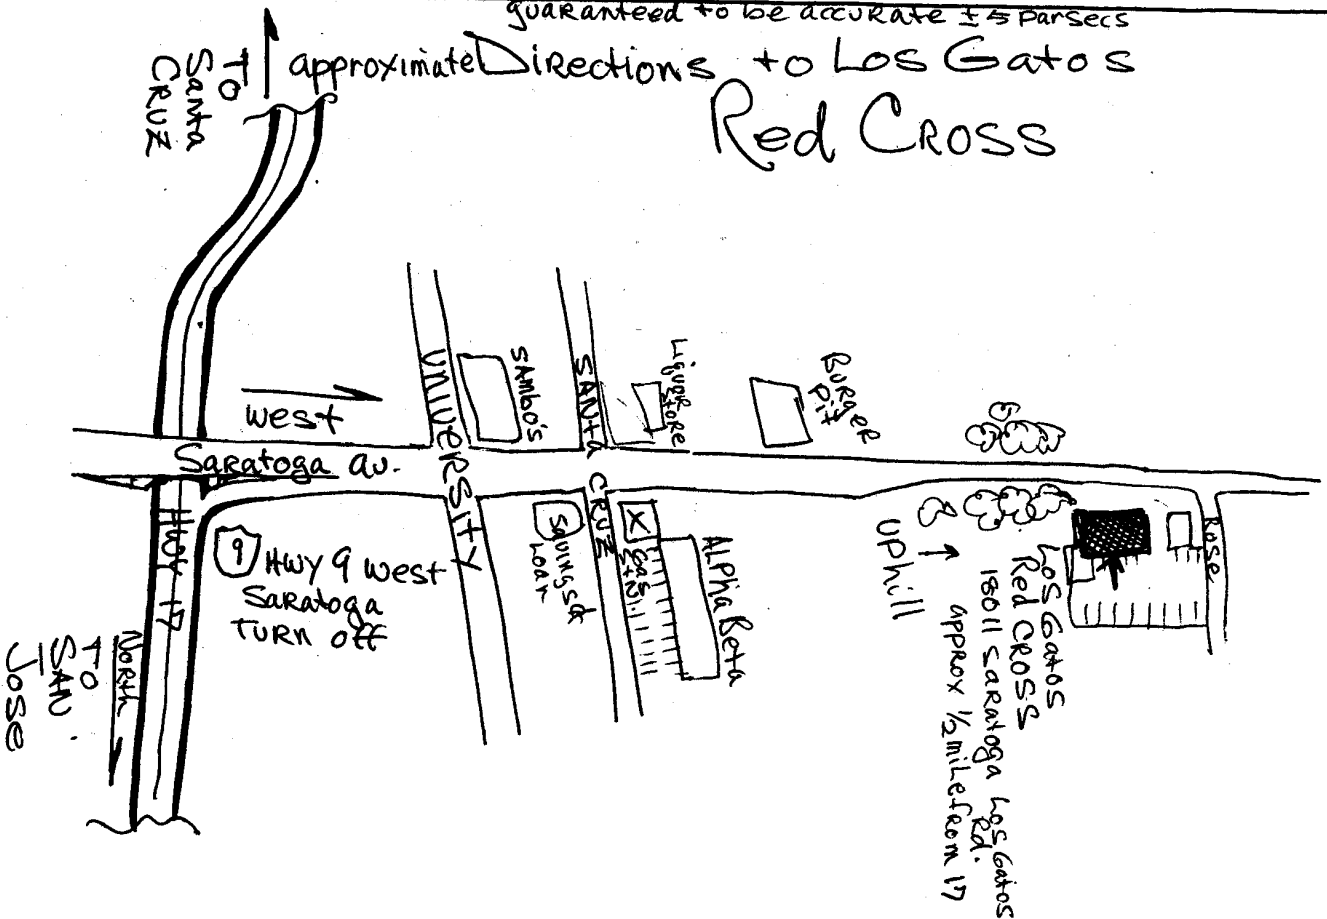 guaranteed to be accurate ± 5 parsecs
approximate Directions to Los Gatos
Red Cross
To
Santa
Cruz
west
Saratoga av.
University
Sambo's
Santa Cruz
Liquor
Store
Burger
Pit
Hwy 17
9
Hwy 9 west
Saratoga
Turn off
North
To
San
Jose
Savings &
Loan
X
Gas
Stn.
Alpha Beta
Uphill
Los Gatos
Red Cross
18011 Saratoga Los Gatos
Rd.
approx 1/2 mile from 17
Rose